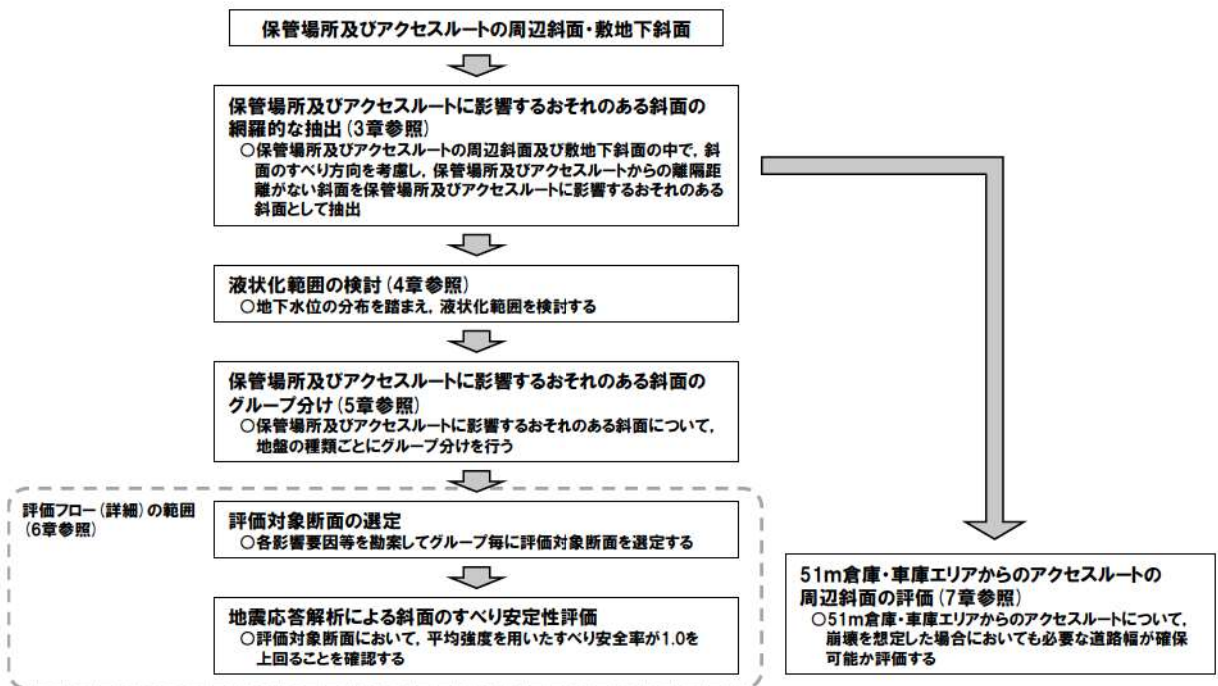 保管場所及びアクセスルートの周辺斜面・敷地下斜面
保管場所及びアクセスルートに影響するおそれのある斜面の
網羅的な抽出(3章参照)
○保管場所及びアクセスルートの周辺斜面及び敷地下斜面の中で，斜
面のすべり方向を考慮し，保管場所及びアクセスルートからの離隔距
離がない斜面を保管場所及びアクセスルートに影響するおそれのある
斜面として抽出
液状化範囲の検討(4章参照)
○地下水位の分布を踏まえ，液状化範囲を検討する
保管場所及びアクセスルートに影響するおそれのある斜面の
グループ分け(5章参照)
○保管場所及びアクセスルートに影響するおそれのある斜面について，
地盤の種類ごとにグループ分けを行う
評価フロー(詳細)の範囲
(6章参照)
評価対象断面の選定
○各影響要因等を勘案してグループ毎に評価対象断面を選定する
地震応答解析による斜面のすべり安定性評価
○評価対象断面において，平均強度を用いたすべり安全率が1.0を
上回ることを確認する
51m倉庫・車庫エリアからのアクセスルートの
周辺斜面の評価(7章参照)
○51m倉庫・車庫エリアからのアクセスルートについて，
崩壊を想定した場合においても必要な道路幅が確保
可能か評価する